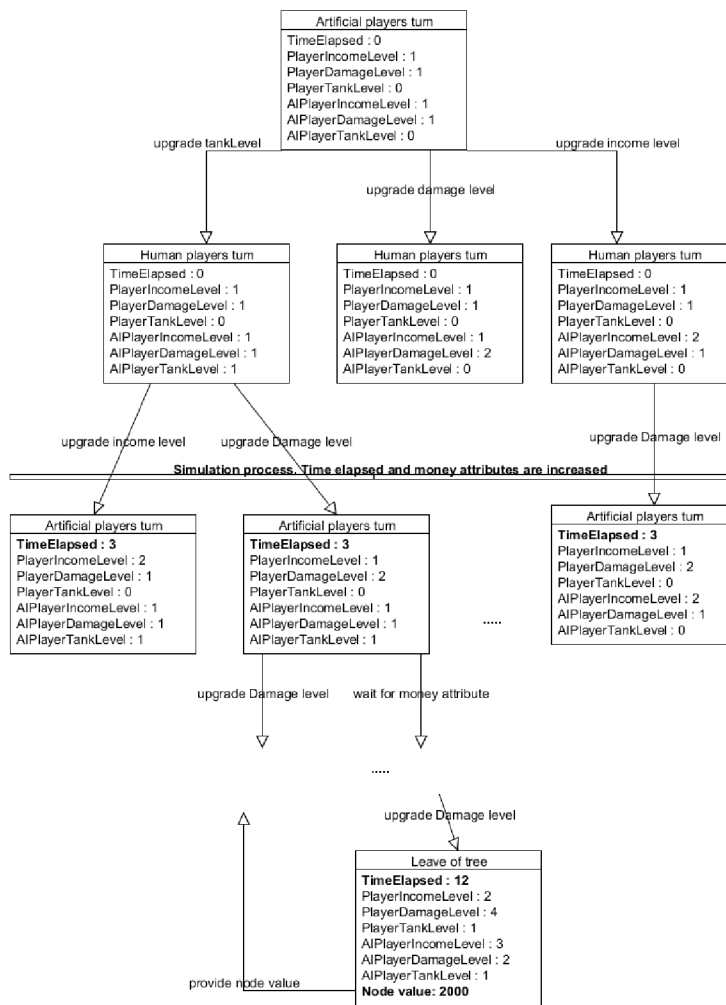 Artificial players turn
TimeElapsed : 0
PlayerIncomeLevel : 1
PlayerDamageLevel : 1
PlayerTankLevel : 0
AIPlayerIncomeLevel : 1
AIPlayerDamageLevel : 1
AIPlayerTankLevel : 0
upgrade tankLevel
upgrade damage level
upgrade income level
Human players turn
TimeElapsed : 0
PlayerIncomeLevel : 1
PlayerDamageLevel : 1
PlayerTankLevel : 0
AIPlayerIncomeLevel : 1
AIPlayerDamageLevel : 1
AIPlayerTankLevel : 1
Human players turn
TimeElapsed : 0
PlayerIncomeLevel : 1
PlayerDamageLevel : 1
PlayerTankLevel : 0
AIPlayerIncomeLevel : 1
AIPlayerDamageLevel : 2
AIPlayerTankLevel : 0
Human players turn
TimeElapsed : 0
PlayerIncomeLevel : 1
PlayerDamageLevel : 1
PlayerTankLevel : 0
AIPlayerIncomeLevel : 2
AIPlayerDamageLevel : 1
AIPlayerTankLevel : 0
upgrade income level
upgrade Damage level
upgrade Damage level
Simulation process. Time elapsed and money attributes are increased
Artificial players turn
TimeElapsed : 3
PlayerIncomeLevel : 2
PlayerDamageLevel : 1
PlayerTankLevel : 0
AIPlayerIncomeLevel : 1
AIPlayerDamageLevel : 1
AIPlayerTankLevel : 1
Artificial players turn
TimeElapsed : 3
PlayerIncomeLevel : 1
PlayerDamageLevel : 2
PlayerTankLevel : 0
AIPlayerIncomeLevel : 1
AIPlayerDamageLevel : 1
AIPlayerTankLevel : 1
.....
Artificial players turn
TimeElapsed : 3
PlayerIncomeLevel : 1
PlayerDamageLevel : 2
PlayerTankLevel : 0
AIPlayerIncomeLevel : 2
AIPlayerDamageLevel : 1
AIPlayerTankLevel : 0
upgrade Damage level
wait for money attribute
.....
upgrade Damage level
Leave of tree
TimeElapsed : 12
PlayerIncomeLevel : 2
PlayerDamageLevel : 4
PlayerTankLevel : 1
AIPlayerIncomeLevel : 3
AIPlayerDamageLevel : 2
AIPlayerTankLevel : 1
Node value: 2000
provide node value